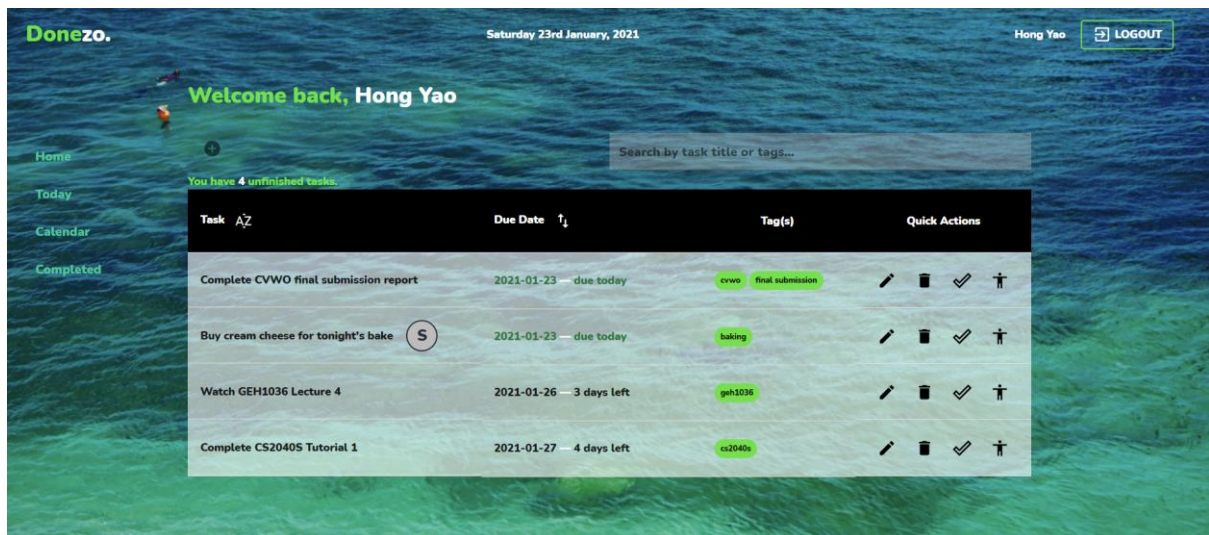 Donezo.
Saturday 23rd January, 2021
Hong Yao
LOGOUT
Welcome back, Hong Yao
Home
Today
Calendar
Completed
Search by task title or tags...
You have 4 unfinished tasks.
Task AZ Due Date Tag(s) Quick Actions
Complete CVWO final submission report 2021-01-23 — due today cvwo final submission
Buy cream cheese for tonight's bake S 2021-01-23 — due today baking
Watch GEH1036 Lecture 4 2021-01-26 — 3 days left geh1036
Complete CS2040S Tutorial 1 2021-01-27 — 4 days left cs2040s